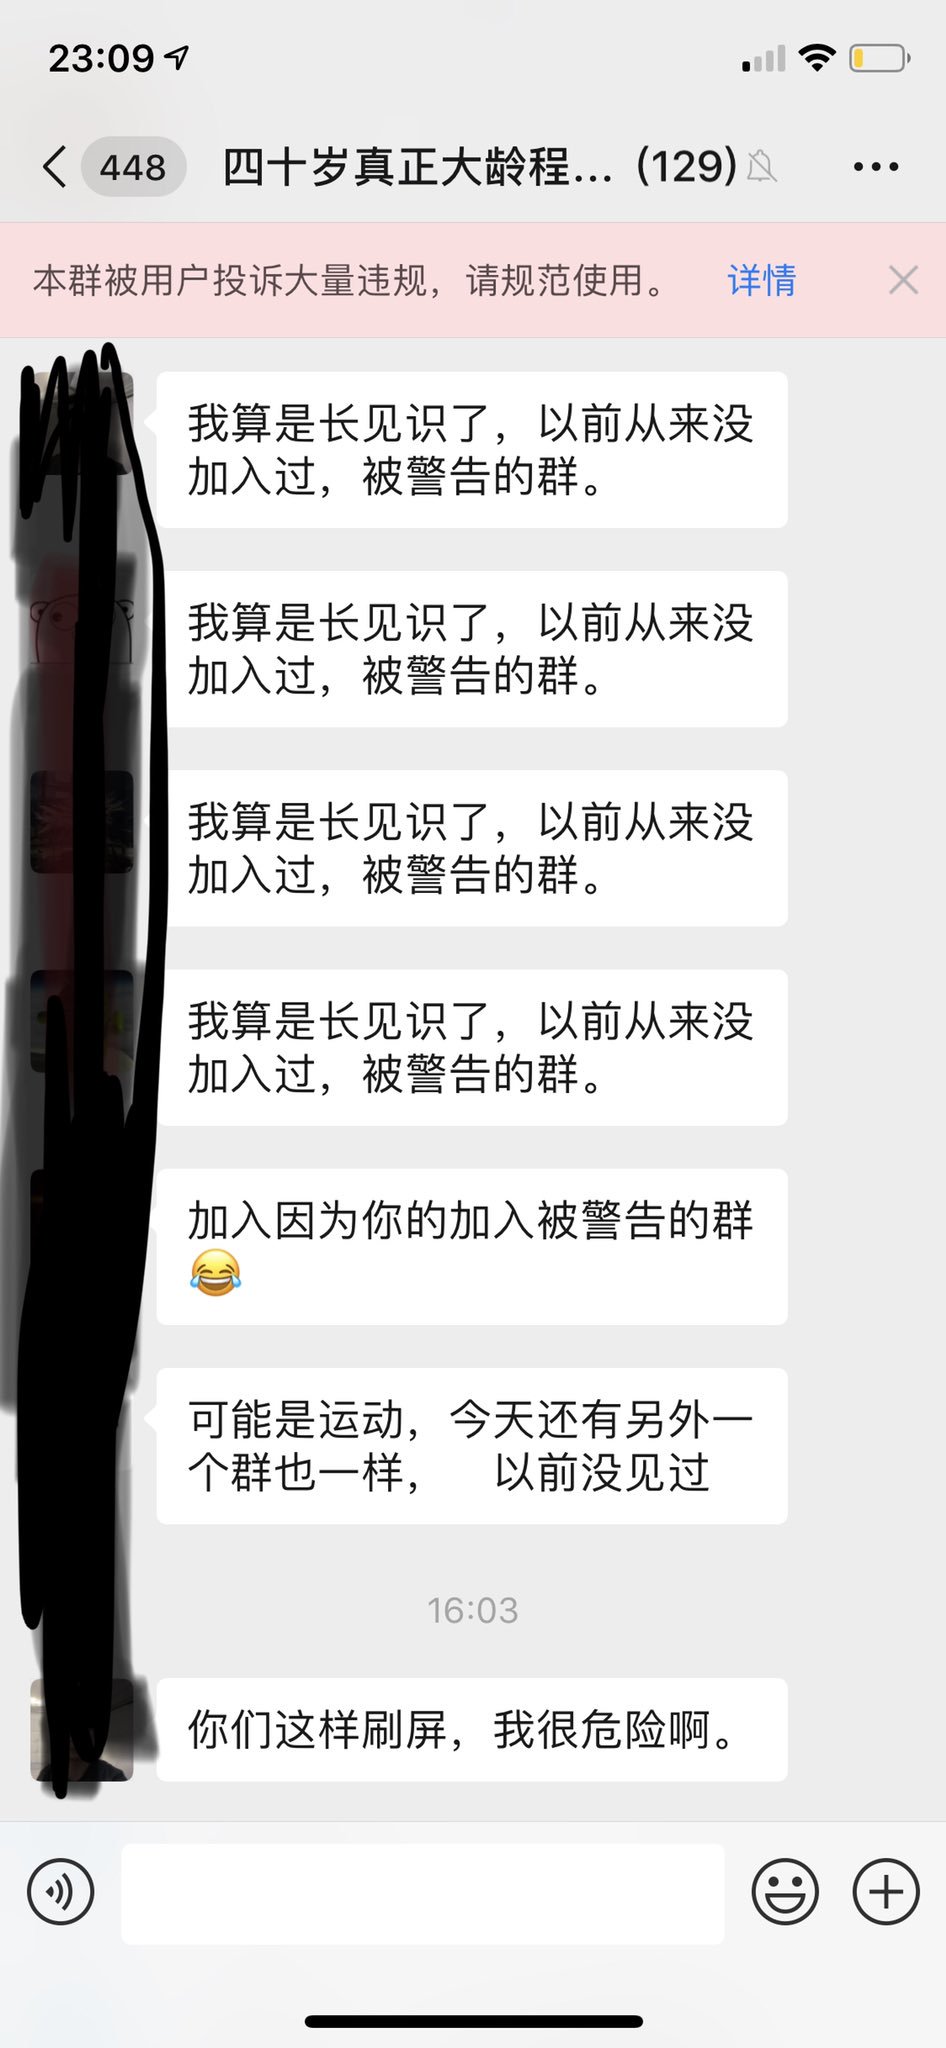 23:09
448
四十岁真正大龄程... (129)
本群被用户投诉大量违规，请规范使用。 详情
我算是长见识了，以前从来没
加入过，被警告的群。
我算是长见识了，以前从来没
加入过，被警告的群。
我算是长见识了，以前从来没
加入过，被警告的群。
我算是长见识了，以前从来没
加入过，被警告的群。
加入因为你的加入被警告的群
😂
可能是运动，今天还有另外一
个群也一样， 以前没见过
16:03
你们这样刷屏，我很危险啊。